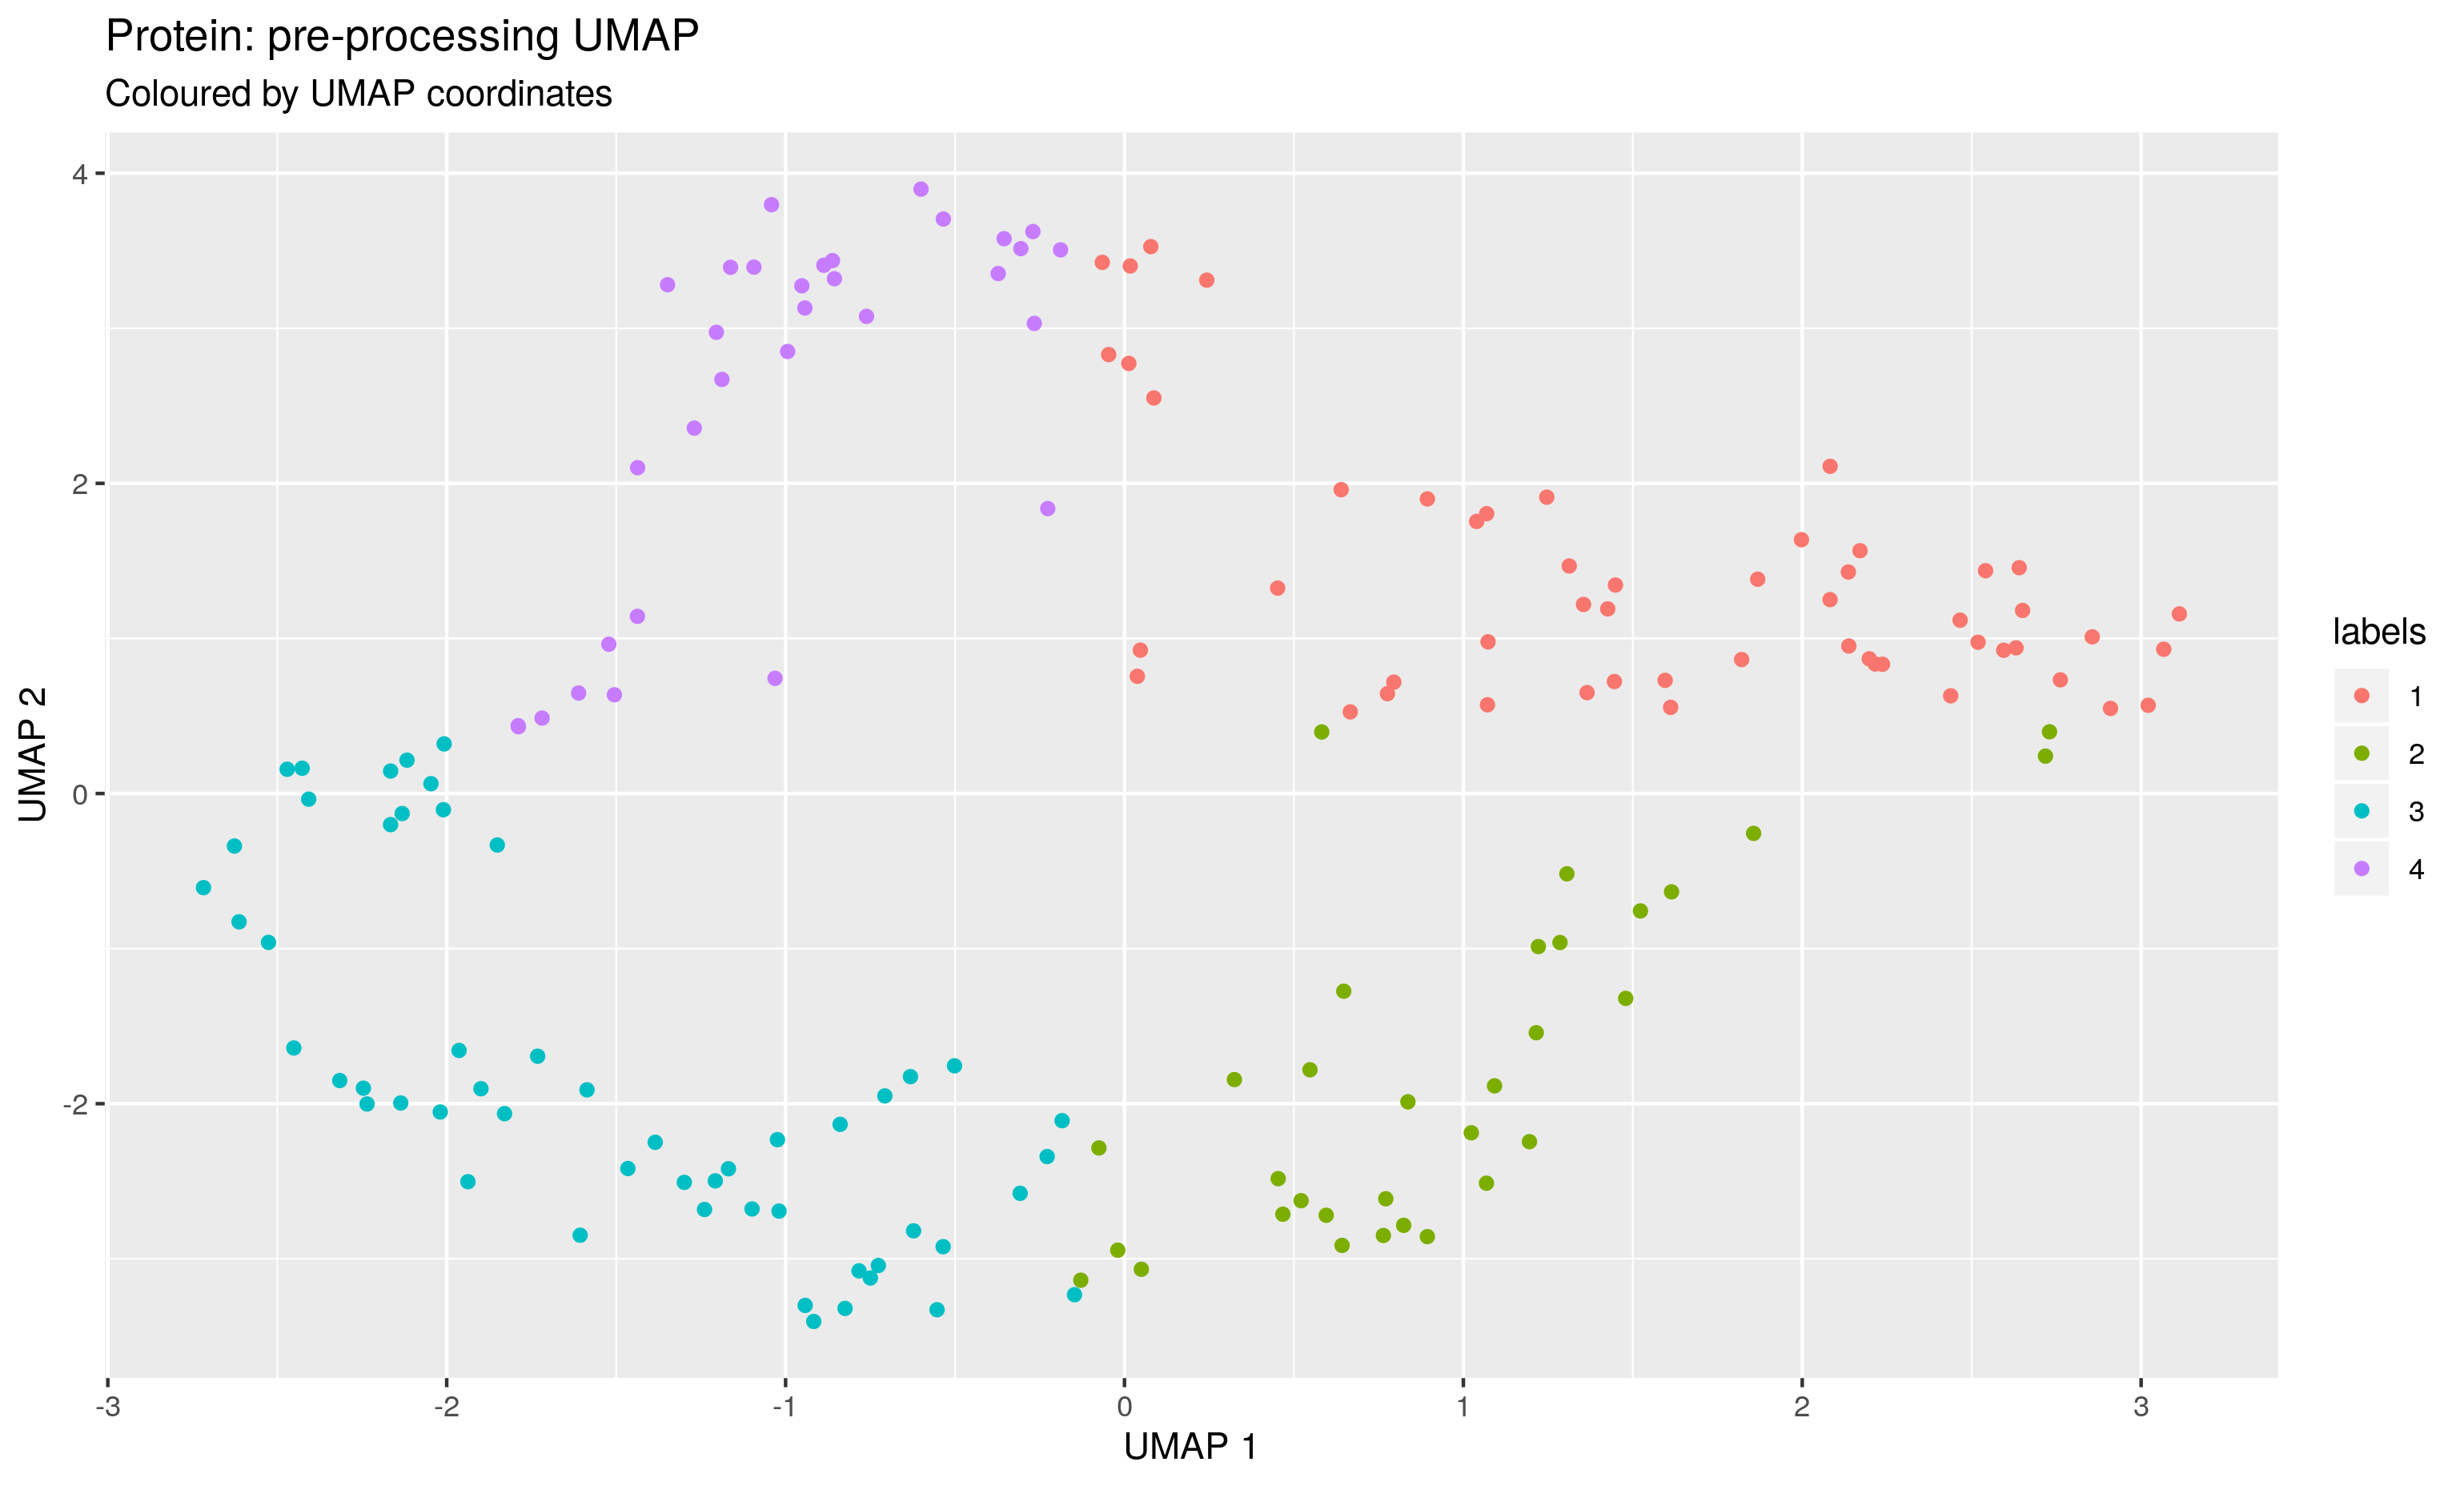 Protein: pre-processing UMAP
Coloured by UMAP coordinates
4
2
0
-2
UMAP 2
-3 -2 -1 0 1 2 3
UMAP 1
labels
1
2
3
4